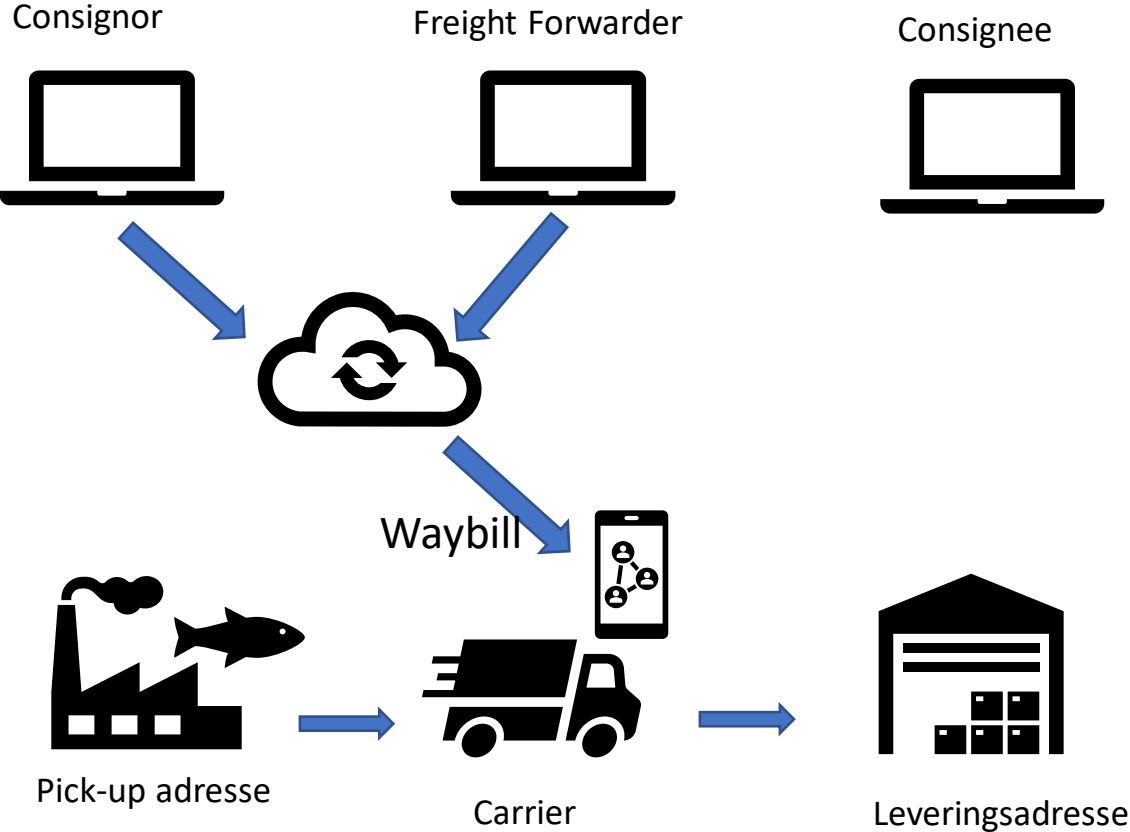 Consignor
Freight Forwarder
Consignee
Waybill
Pick-up adresse
Carrier
Leveringsadresse